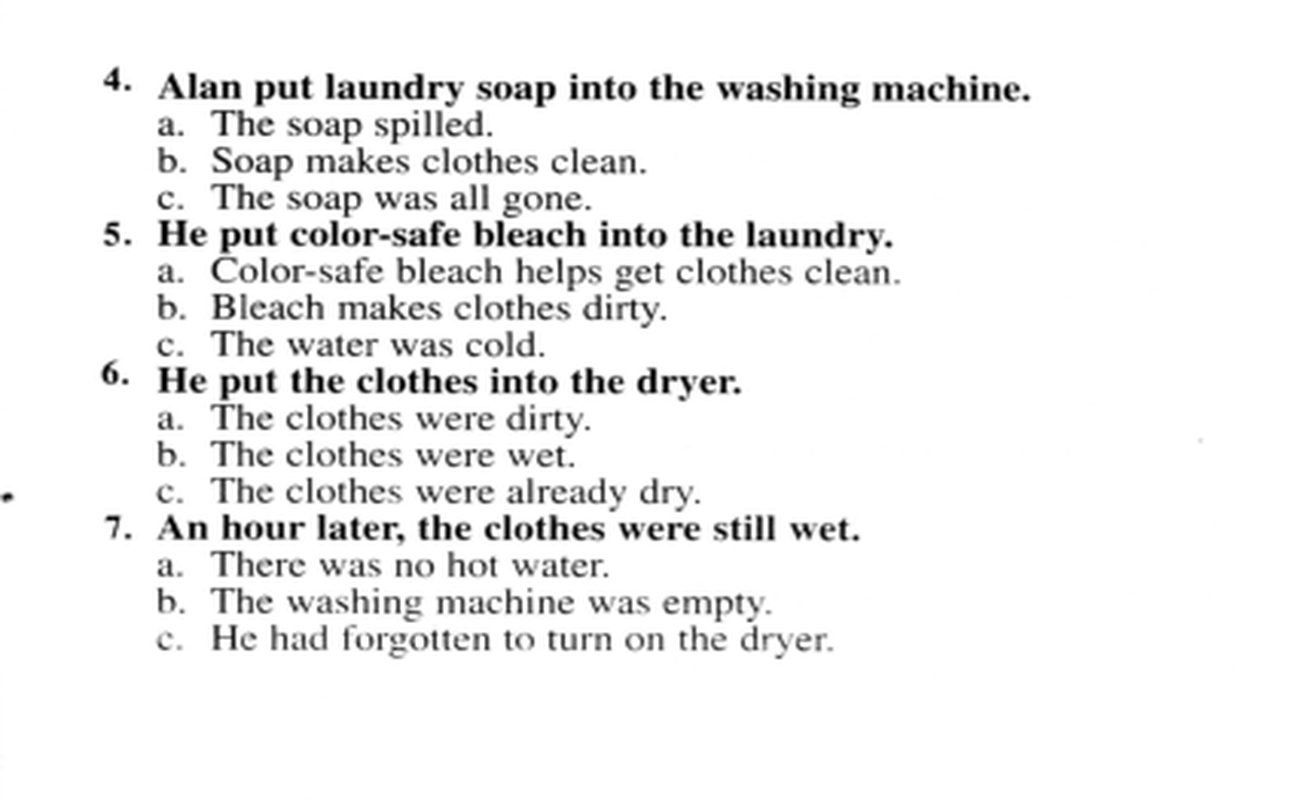 4. Alan put laundry soap into the washing machine.
a. The soap spilled.
b. Soap makes clothes clean.
c. The soap was all gone.
5. He put color-safe bleach into the laundry.
a. Color-safe bleach helps get clothes clean.
b. Bleach makes clothes dirty.
c. The water was cold.
6. He put the clothes into the dryer.
a. The clothes were dirty.
b. The clothes were wet.
c. The clothes were already dry.
7. An hour later, the clothes were still wet.
a. There was no hot water.
b. The washing machine was empty.
c. He had forgotten to turn on the dryer.